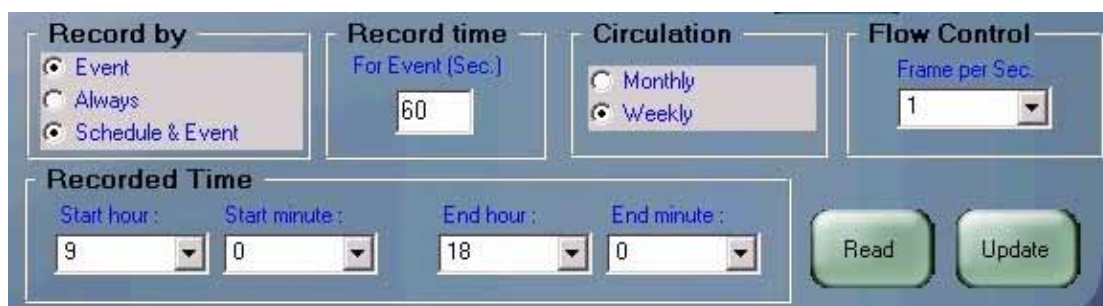 Record by
Event
Always
Schedule & Event
Record time
For Event (Sec.)
60
Circulation
Monthly
Weekly
Flow Control
Frame per Sec.
1
Recorded Time
Start hour :
Start minute :
End hour :
End minute :
9
0
18
0
Read
Update